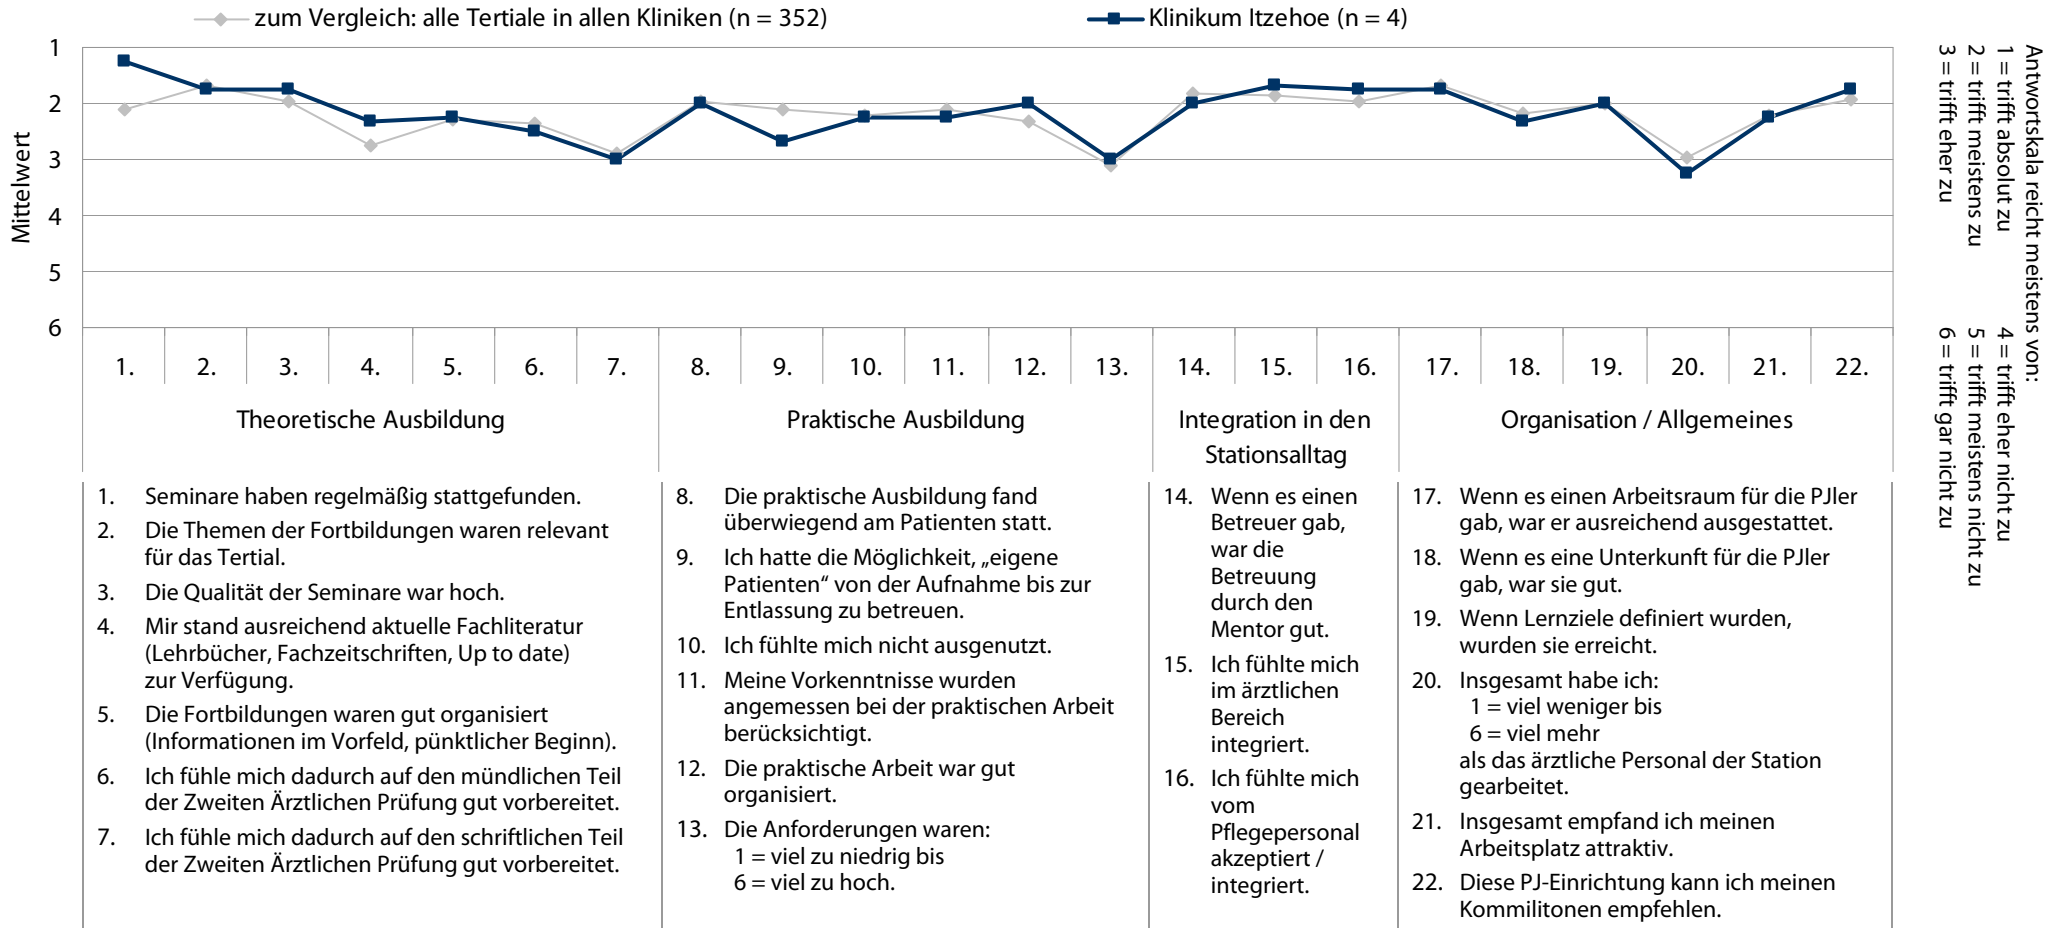 zum Vergleich: alle Tertiale in allen Kliniken (n = 352)
Klinikum Itzehoe (n = 4)
Mittelwert
1
2
3
4
5
6
Antwortskala reicht meistens von:
1 = trifft absolut zu
2 = trifft meistens zu
3 = trifft eher zu
4 = trifft eher nicht zu
5 = trifft meistens nicht zu
6 = trifft gar nicht zu
1. 2. 3. 4. 5. 6. 7. 8. 9. 10. 11. 12. 13. 14. 15. 16. 17. 18. 19. 20. 21. 22.
Theoretische Ausbildung
Praktische Ausbildung
Integration in den
Stationsalltag
Organisation / Allgemeines
1. Seminare haben regelmäßig stattgefunden.
2. Die Themen der Fortbildungen waren relevant
für das Tertial.
3. Die Qualität der Seminare war hoch.
4. Mir stand ausreichend aktuelle Fachliteratur
(Lehrbücher, Fachzeitschriften, Up to date)
zur Verfügung.
5. Die Fortbildungen waren gut organisiert
(Informationen im Vorfeld, pünktlicher Beginn).
6. Ich fühle mich dadurch auf den mündlichen Teil
der Zweiten Ärztlichen Prüfung gut vorbereitet.
7. Ich fühle mich dadurch auf den schriftlichen Teil
der Zweiten Ärztlichen Prüfung gut vorbereitet.
8. Die praktische Ausbildung fand
überwiegend am Patienten statt.
9. Ich hatte die Möglichkeit, „eigene
Patienten“ von der Aufnahme bis zur
Entlassung zu betreuen.
10. Ich fühlte mich nicht ausgenutzt.
11. Meine Vorkenntnisse wurden
angemessen bei der praktischen Arbeit
berücksichtigt.
12. Die praktische Arbeit war gut
organisiert.
13. Die Anforderungen waren:
1 = viel zu niedrig bis
6 = viel zu hoch.
14. Wenn es einen
Betreuer gab,
war die
Betreuung
durch den
Mentor gut.
15. Ich fühlte mich
im ärztlichen
Bereich
integriert.
16. Ich fühlte mich
vom
Pflegepersonal
akzeptiert /
integriert.
17. Wenn es einen Arbeitsraum für die PJler
gab, war er ausreichend ausgestattet.
18. Wenn es eine Unterkunft für die PJler
gab, war sie gut.
19. Wenn Lernziele definiert wurden,
wurden sie erreicht.
20. Insgesamt habe ich:
1 = viel weniger bis
6 = viel mehr
als das ärztliche Personal der Station
gearbeitet.
21. Insgesamt empfand ich meinen
Arbeitsplatz attraktiv.
22. Diese PJ-Einrichtung kann ich meinen
Kommilitonen empfehlen.